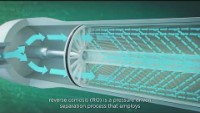 reverse osmosis (RO) is a pressure-driven
separation process that employs